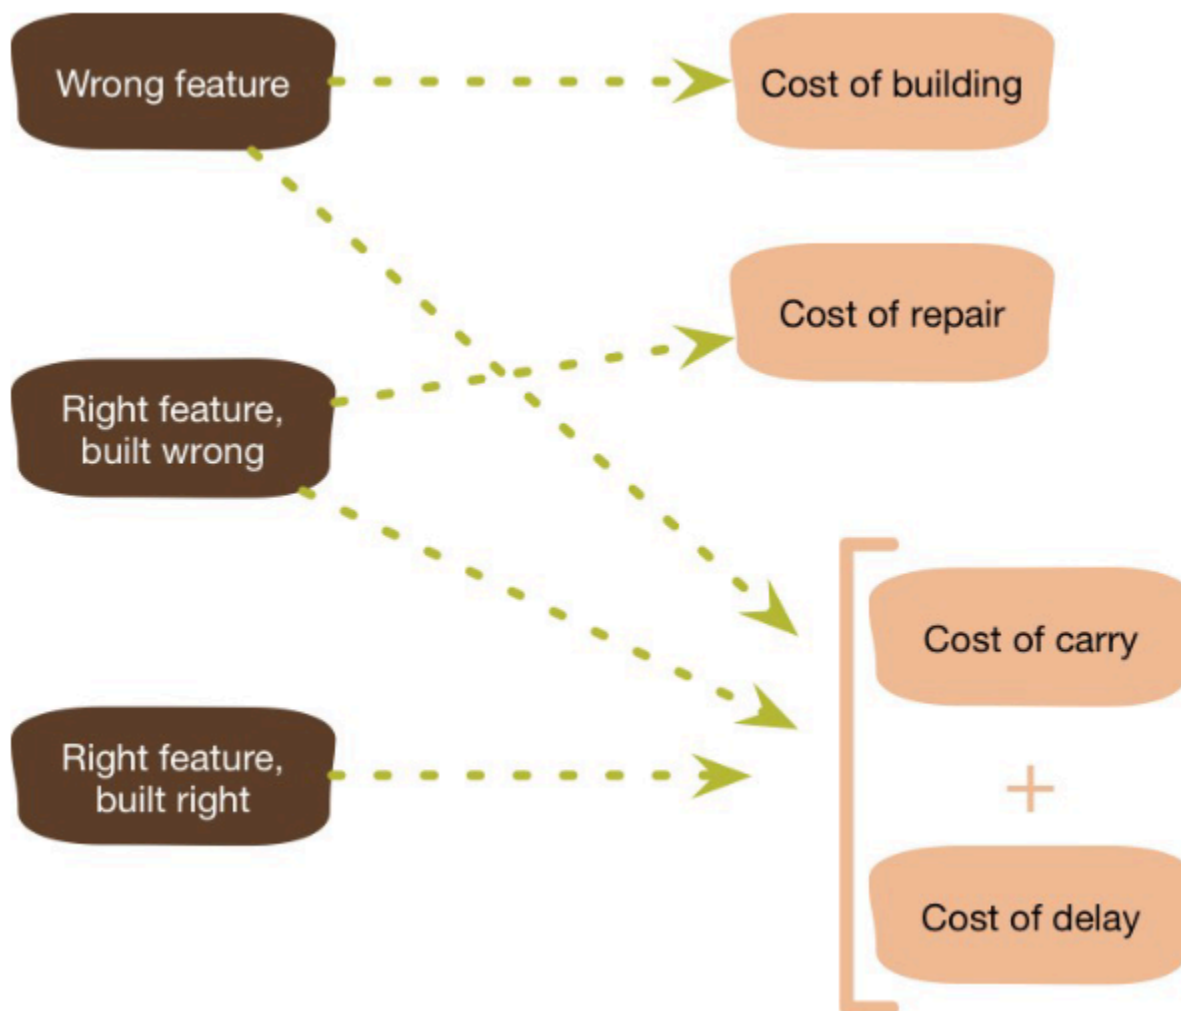 Wrong feature
Cost of building
Cost of repair
Right feature,
built wrong
Cost of carry
Right feature,
built right
+
Cost of delay